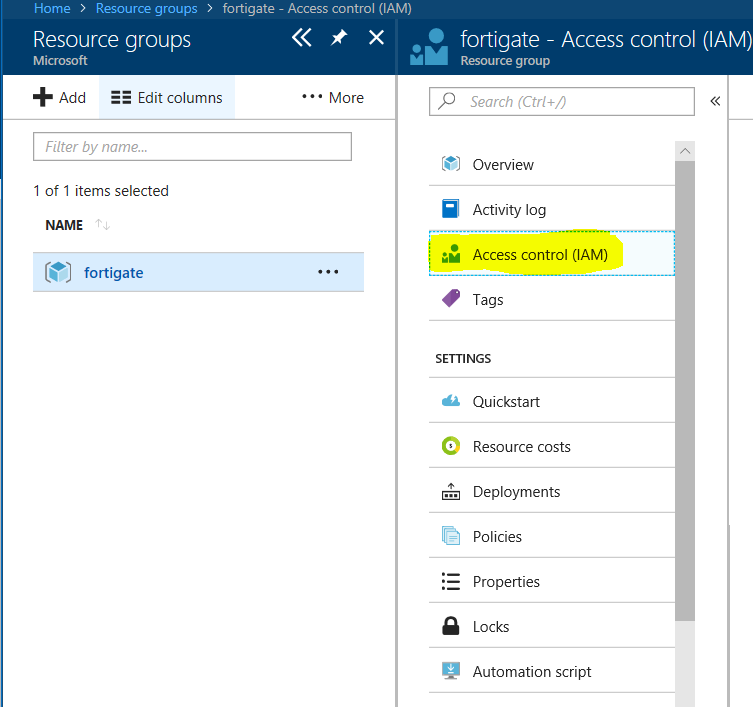 Home > Resource groups > fortigate - Access control (IAM)
Resource groups
Microsoft
Add
Edit columns
More
Filter by name...
1 of 1 items selected
NAME
fortigate
fortigate - Access control (IAM)
Resource group
Search (Ctrl+/)
Overview
Activity log
Access control (IAM)
Tags
SETTINGS
Quickstart
Resource costs
Deployments
Policies
Properties
Locks
Automation script